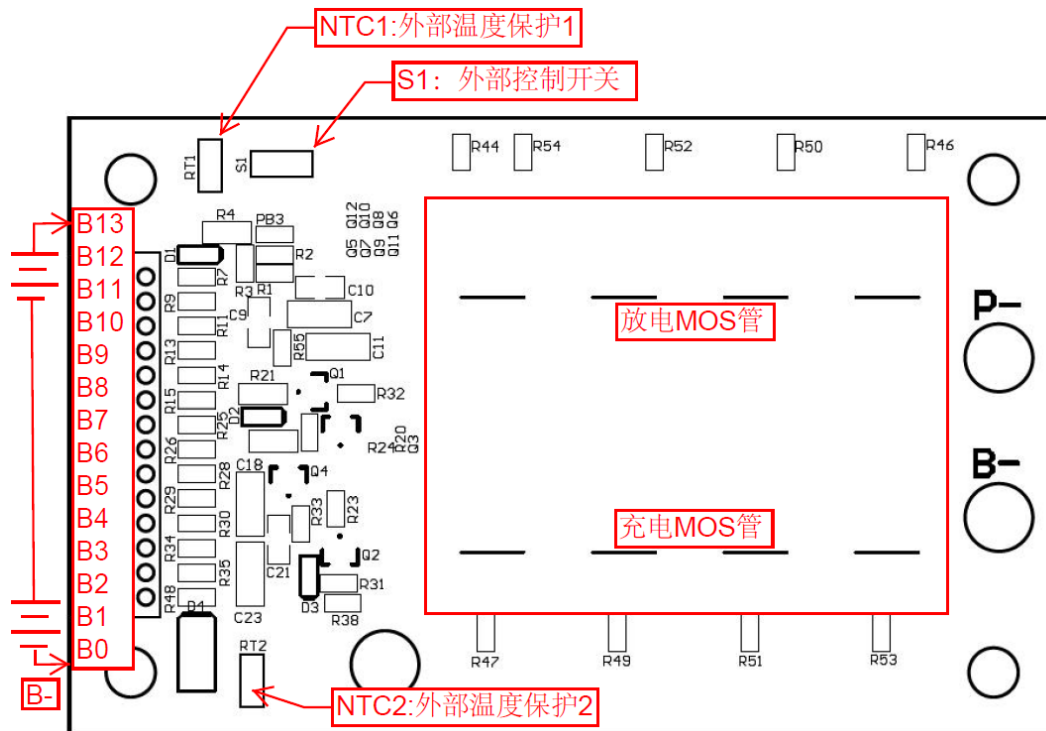 NTC1:外部温度保护1
S1: 外部控制开关
RT1
S1
R44
R54
R52
R50
R46
B13
B12
B11
B10
B9
B8
B7
B6
B5
B4
B3
B2
B1
B0
B-
R4
PB3
Q12
Q10
Q8
Q6
Q5
Q7
Q9
Q11
D1
R7
R3
R1
R2
C10
R9
C9
C7
R11
R13
R55
C11
R14
R21
Q1
R32
R15
D2
R25
R24
R20
Q3
R26
C18
Q4
R28
R29
R33
R23
R30
R34
C21
Q2
R35
R31
R48
D4
C23
D3
R38
放电MOS管
充电MOS管
P-
B-
RT2
R47
R49
R51
R53
NTC2:外部温度保护2